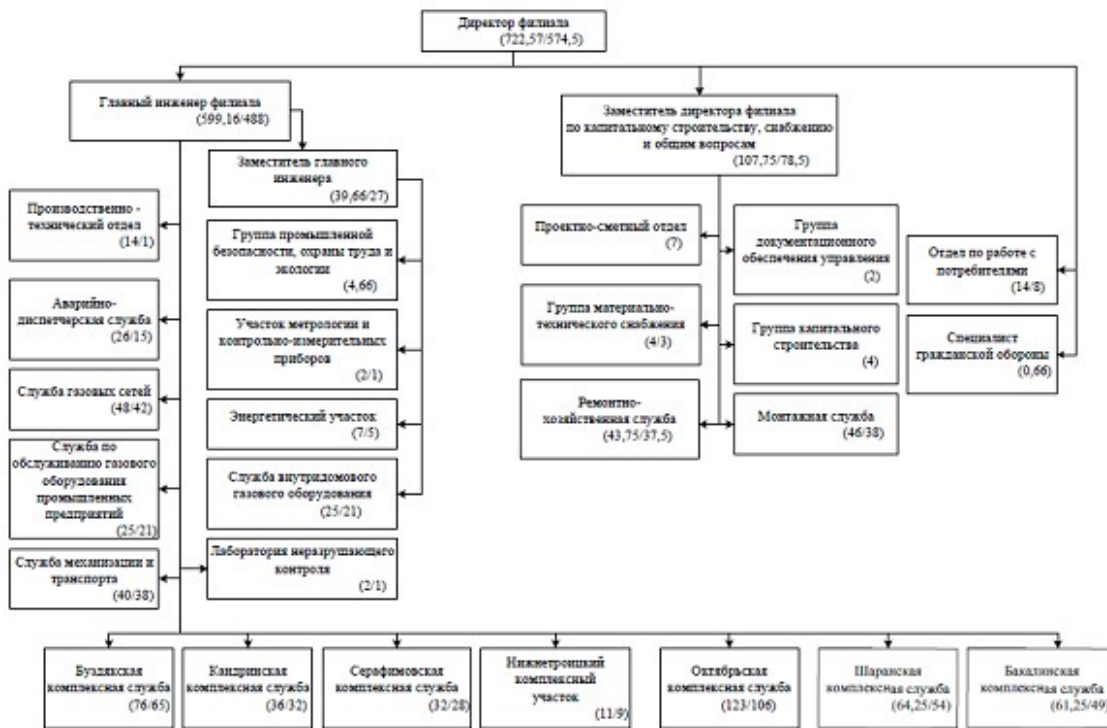 Директор филиала
(722,57/574,5)
Главный инженер филиала
(599,16/488)
Заместитель директора филиала
по капитальному строительству, снабжению
и общим вопросам
(107,75/78,5)
Заместитель главного
инженера
(39,66/27)
Производственно -
технический отдел
(14/1)
Группа промышленной
безопасности, охраны труда и
экологии
(4,66)
Проектно-сметный отдел
(7)
Группа
документационного
обеспечения управления
(2)
Отдел по работе с
потребителями
(14/8)
Аварийно-
диспетчерская служба
(26/15)
Участок метрологии и
контрольно-измерительных
приборов
(2/1)
Группа материально-
технического снабжения
(4/3)
Группа капитального
строительства
(4)
Специалист
гражданской обороны
(0,66)
Служба газовых сетей
(48/42)
Энергетический участок
(7/5)
Ремонтно-
хозяйственная служба
(43,75/37,5)
Монтажная служба
(46/38)
Служба по
обслуживанию газового
оборудования
промышленных
предприятий
(25/21)
Служба внутридомового
газового оборудования
(25/21)
Служба механизации и
транспорта
(40/38)
Лаборатория неразрушающего
контроля
(2/1)
Буздякская
комплексная служба
(76/65)
Кандринская
комплексная служба
(36/32)
Серафимовская
комплексная служба
(32/28)
Нижнетроицкий
комплексный
участок
(11/9)
Октябрьская
комплексная служба
(123/106)
Шаранская
комплексная служба
(64,25/54)
Бакалинская
комплексная служба
(61,25/49)